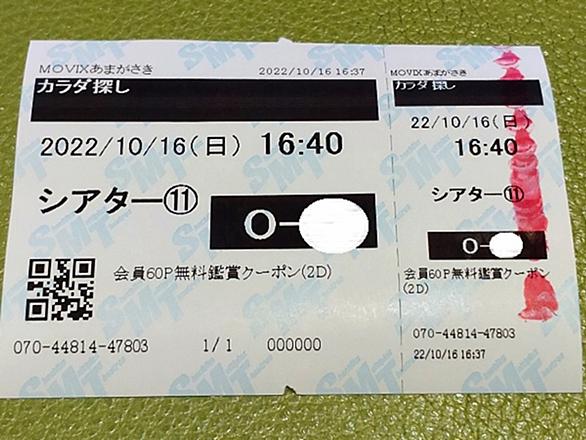 MOVIXあまがさき 2022/10/16 16:37
カラダ探し
2022/10/16(日) 16:40
シアター⑪
O-
会員60P無料鑑賞クーポン(2D)
070-44814-47803 1/1 000000
MOVIXあまがさき
カラダ探し
22/10/16(日)
16:40
シアター⑪
O-
会員60P無料鑑賞クーポン
(2D)
070-44814-47803
22/10/16 16:37
SMT